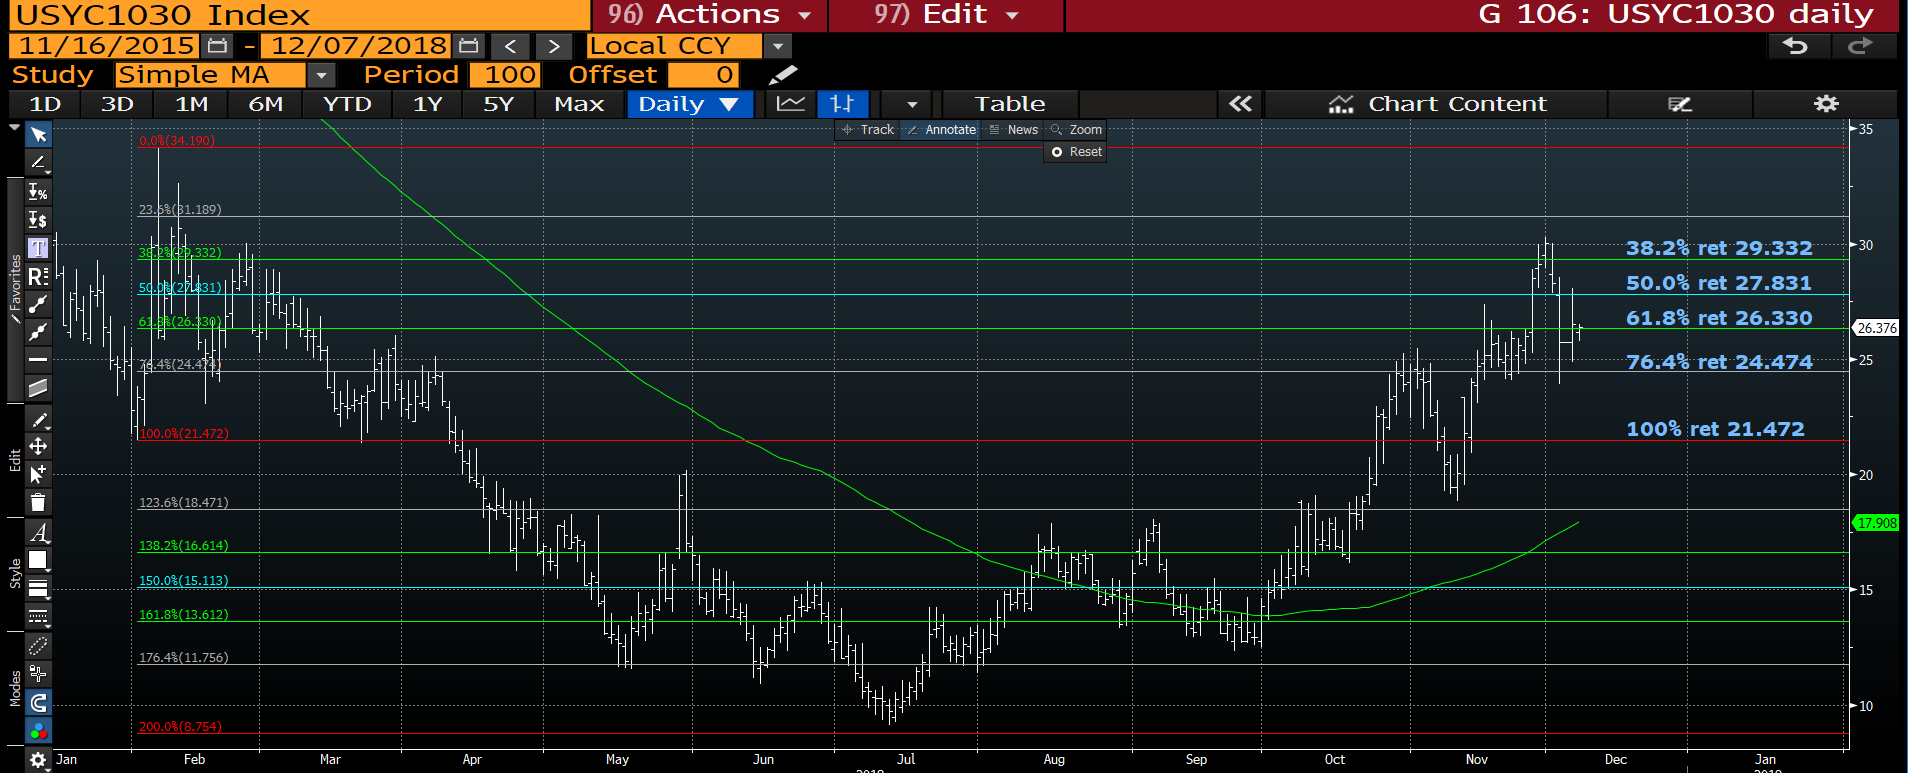 USYC1030 Index 96) Actions 97) Edit G 106: USYC1030 daily
11/16/2015 - 12/07/2018 < > Local CCY
Study Simple MA Period 100 Offset 0
1D 3D 1M 6M YTD 1Y 5Y Max Daily ▼ Table « Chart Content
Track Annotate News Zoom
Reset
35
0.0%(34.190)
23.6%(31.189)
30
38.2% ret 29.332
38.2%(29.332)
50.0% ret 27.831
50.0%(27.831)
61.8% ret 26.330
61.8%(26.330)
26.376
76.4% ret 24.474
76.4%(24.474)
25
100% ret 21.472
100.0%(21.472)
20
123.6%(18.471)
17.908
138.2%(16.614)
150.0%(15.113)
15
161.8%(13.612)
176.4%(11.756)
10
200.0%(8.754)
Favorites
Edit
Style
Modes
%
$
T
R
A
Jan Feb Mar Apr May Jun Jul Aug Sep Oct Nov Dec Jan